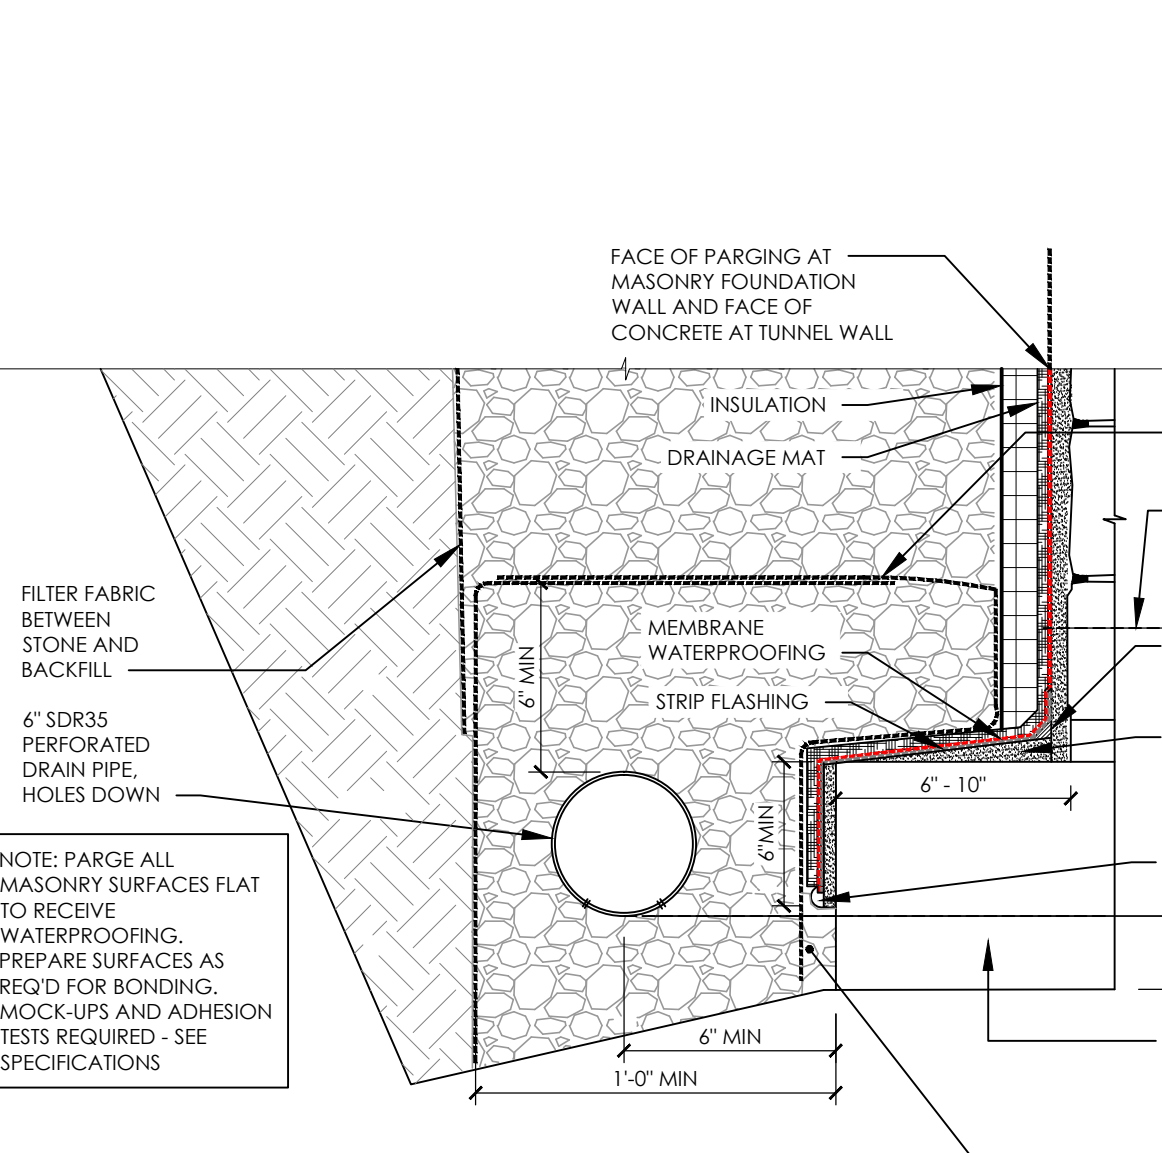 FACE OF PARGING AT
MASONRY FOUNDATION
WALL AND FACE OF
CONCRETE AT TUNNEL WALL
INSULATION
DRAINAGE MAT
FILTER FABRIC
BETWEEN
STONE AND
BACKFILL
6" MIN
MEMBRANE
WATERPROOFING
STRIP FLASHING
6" SDR35
PERFORATED
DRAIN PIPE,
HOLES DOWN
6" - 10"
6"MIN
NOTE: PARGE ALL
MASONRY SURFACES FLAT
TO RECEIVE
WATERPROOFING.
PREPARE SURFACES AS
REQ'D FOR BONDING.
MOCK-UPS AND ADHESION
TESTS REQUIRED - SEE
SPECIFICATIONS
6" MIN
1'-0" MIN